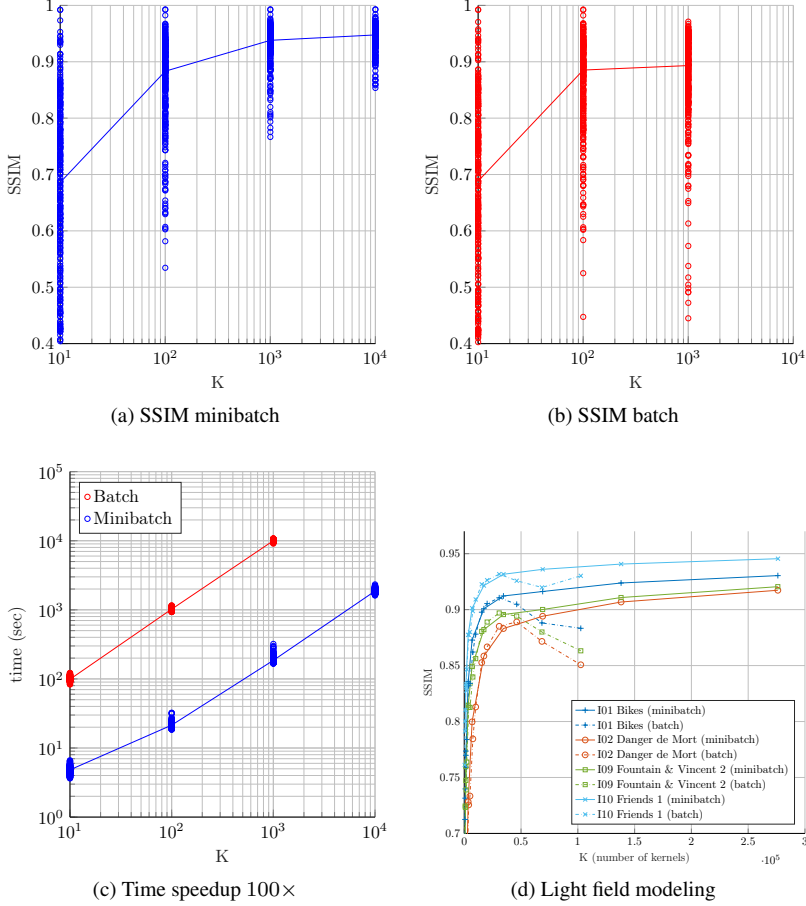 1
0.9
0.8
0.7
0.6
0.5
0.4
SSIM
10^1
10^2
10^3
10^4
K
(a) SSIM minibatch
1
0.9
0.8
0.7
0.6
0.5
0.4
SSIM
10^1
10^2
10^3
10^4
K
(b) SSIM batch
10^5
10^4
10^3
10^2
10^1
10^0
time (sec)
Batch
Minibatch
10^1
10^2
10^3
10^4
K
(c) Time speedup 100×
0.95
0.9
0.85
0.8
0.75
0.7
SSIM
I01 Bikes (minibatch)
I01 Bikes (batch)
I02 Danger de Mort (minibatch)
I02 Danger de Mort (batch)
I09 Fountain & Vincent 2 (minibatch)
I09 Fountain & Vincent 2 (batch)
I10 Friends 1 (minibatch)
I10 Friends 1 (batch)
0 0.5 1 1.5 2 2.5 3
K (number of kernels)
·10^5
(d) Light field modeling